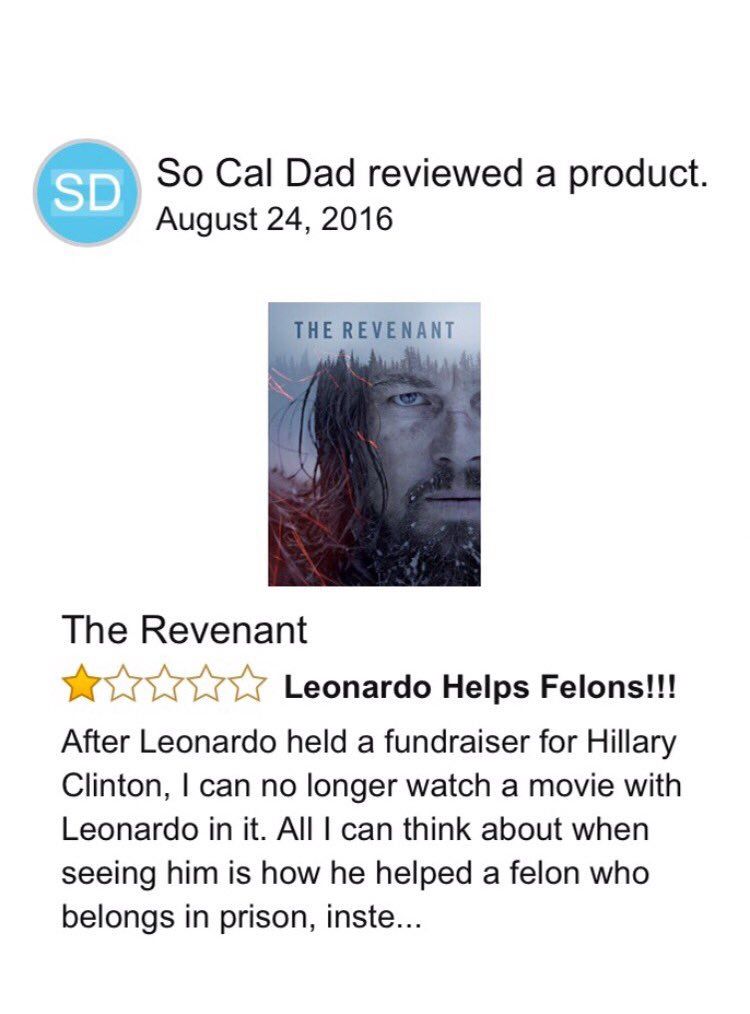 SD
So Cal Dad reviewed a product.
August 24, 2016
THE REVENANT
The Revenant
Leonardo Helps Felons!!!
After Leonardo held a fundraiser for Hillary
Clinton, I can no longer watch a movie with
Leonardo in it. All I can think about when
seeing him is how he helped a felon who
belongs in prison, inste...